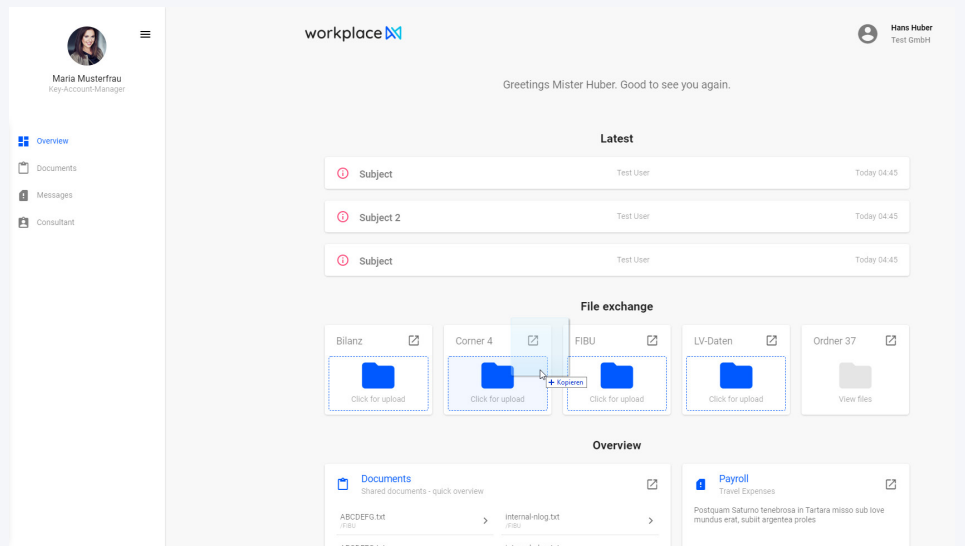 workplace
Hans Huber
Test GmbH
Maria Musterfrau
Key-Account-Manager
Greetings Mister Huber. Good to see you again.
Overview
Documents
Messages
Consultant
Latest
Subject Test User Today 04:45
Subject 2 Test User Today 04:45
Subject Test User Today 04:45
File exchange
Bilanz Corner 4 FIBU LV-Daten Ordner 37
+ Kopieren
Click for upload Click for upload Click for upload Click for upload View files
Overview
Documents
Shared documents - quick overview
ABCDEFG.txt internal-nlog.txt
/FIBU /FIBU
Payroll
Travel Expenses
Postquam Saturno tenebrosa in Tartara misso sub Iove
mundus erat, subiit argentea proles